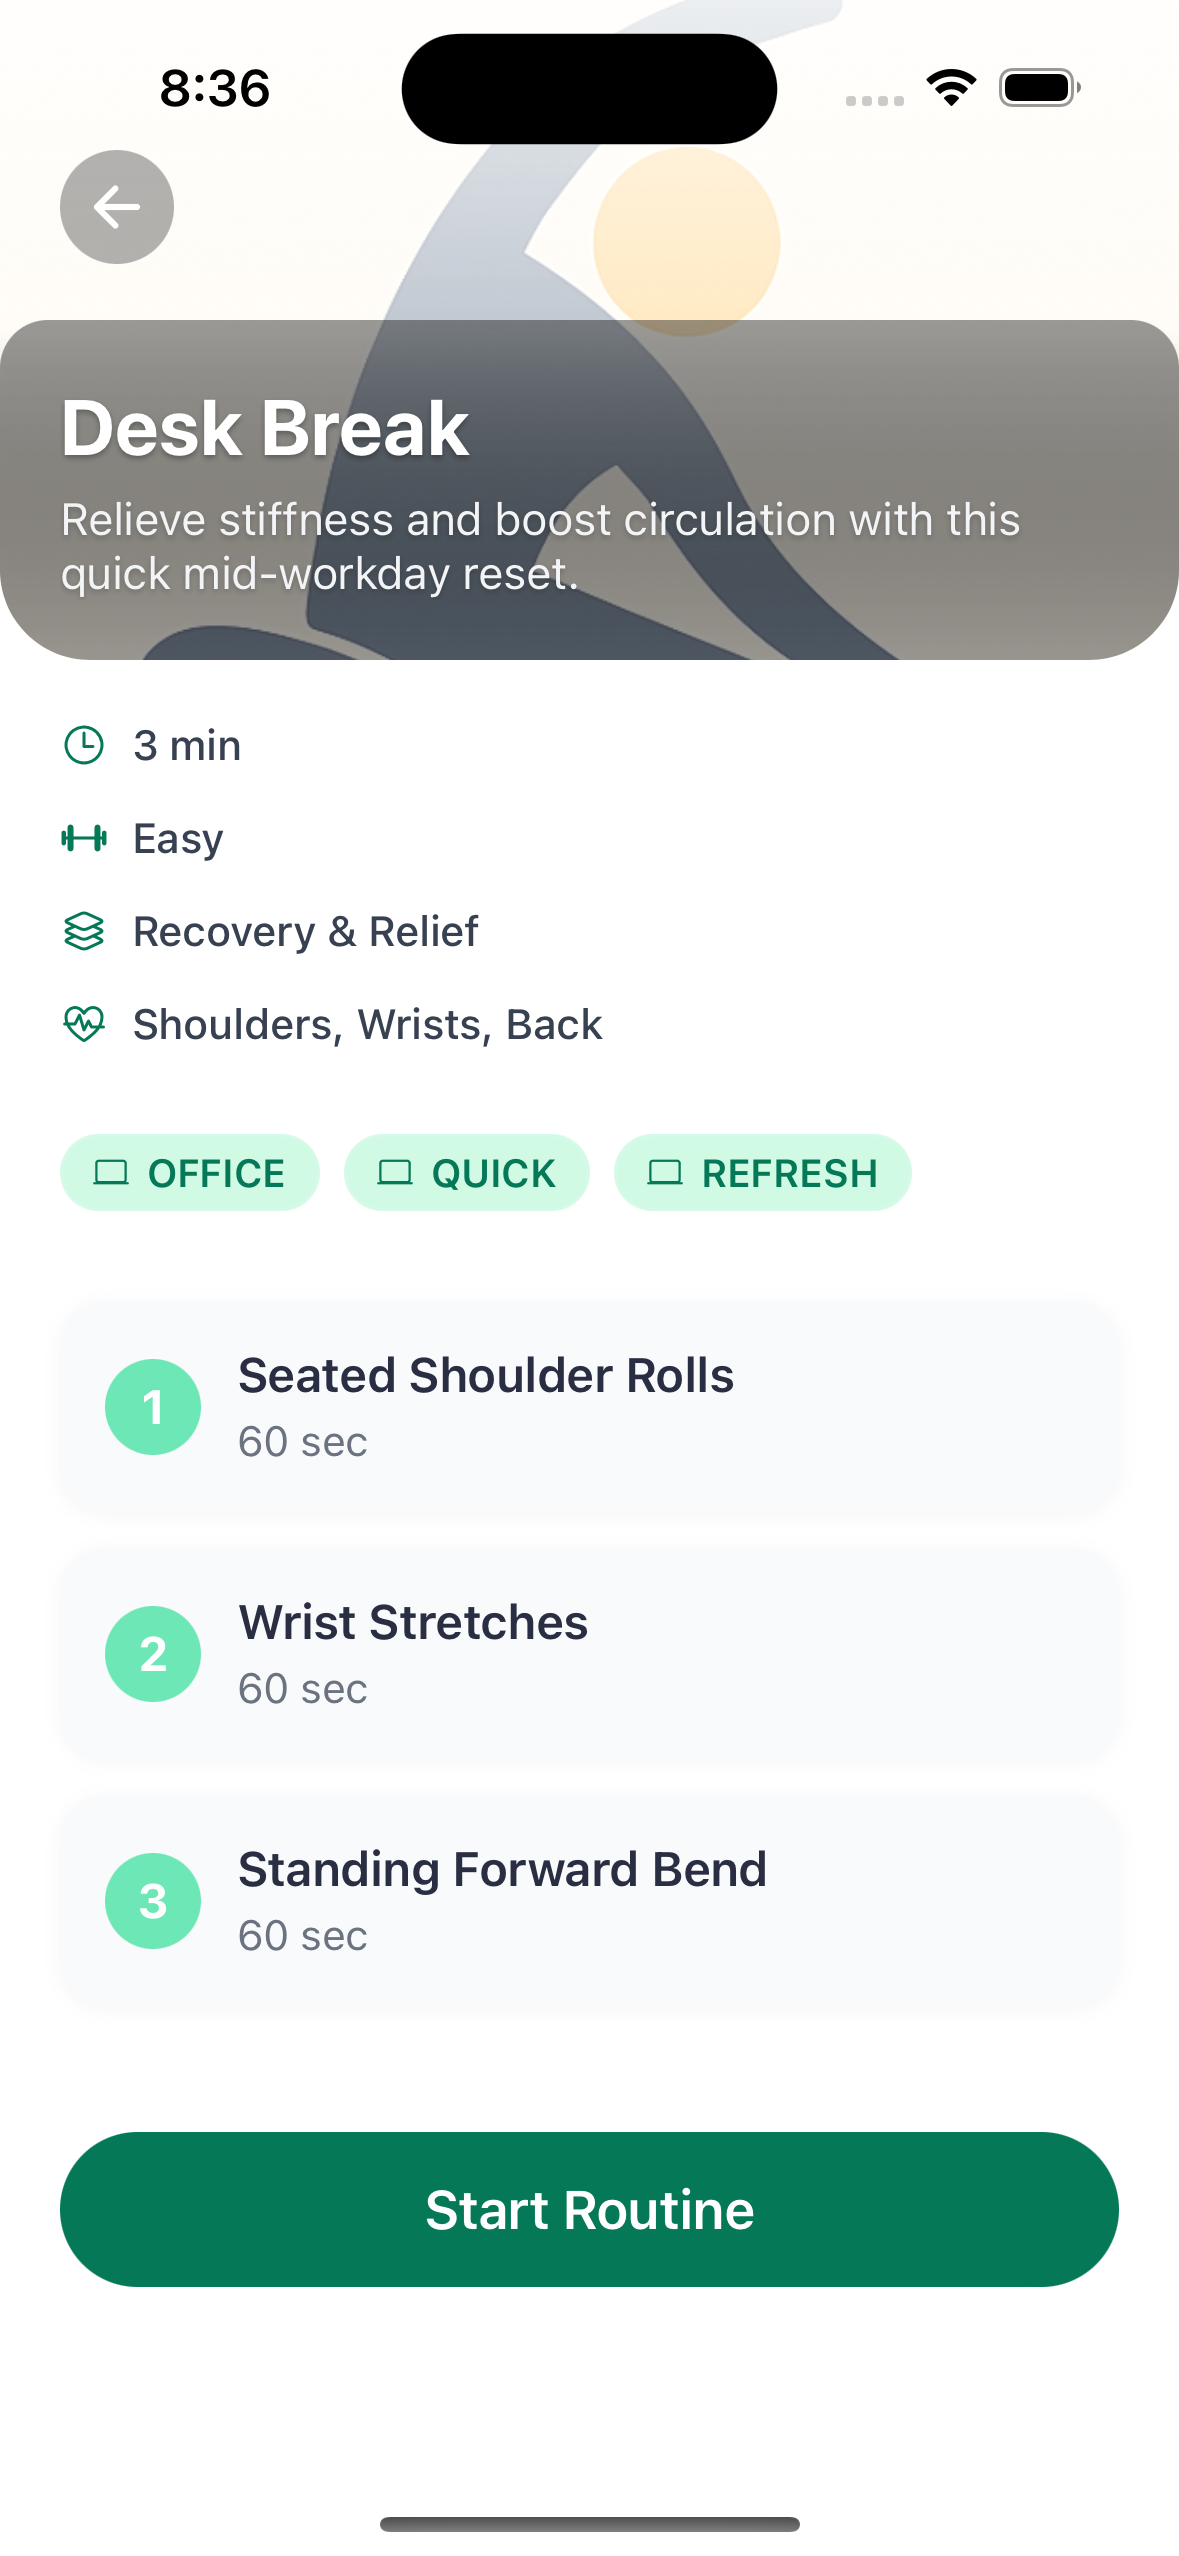 8:36
Desk Break
Relieve stiffness and boost circulation with this
quick mid-workday reset.
3 min
Easy
Recovery & Relief
Shoulders, Wrists, Back
OFFICE QUICK REFRESH
1 Seated Shoulder Rolls
60 sec
2 Wrist Stretches
60 sec
3 Standing Forward Bend
60 sec
Start Routine